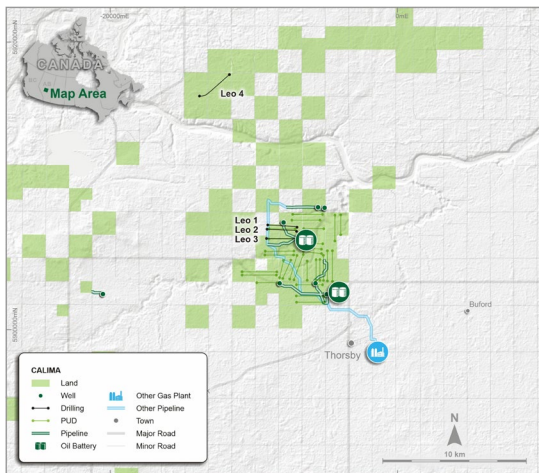 -20000mE
0mE
CANADA
Map Area
Leo 4
Leo 1
Leo 2
Leo 3
Buford
Thorsby
CALIMA
Land
Well
Drilling
PUD
Pipeline
Oil Battery
Other Gas Plant
Other Pipeline
Town
Major Road
Minor Road
N
10 km